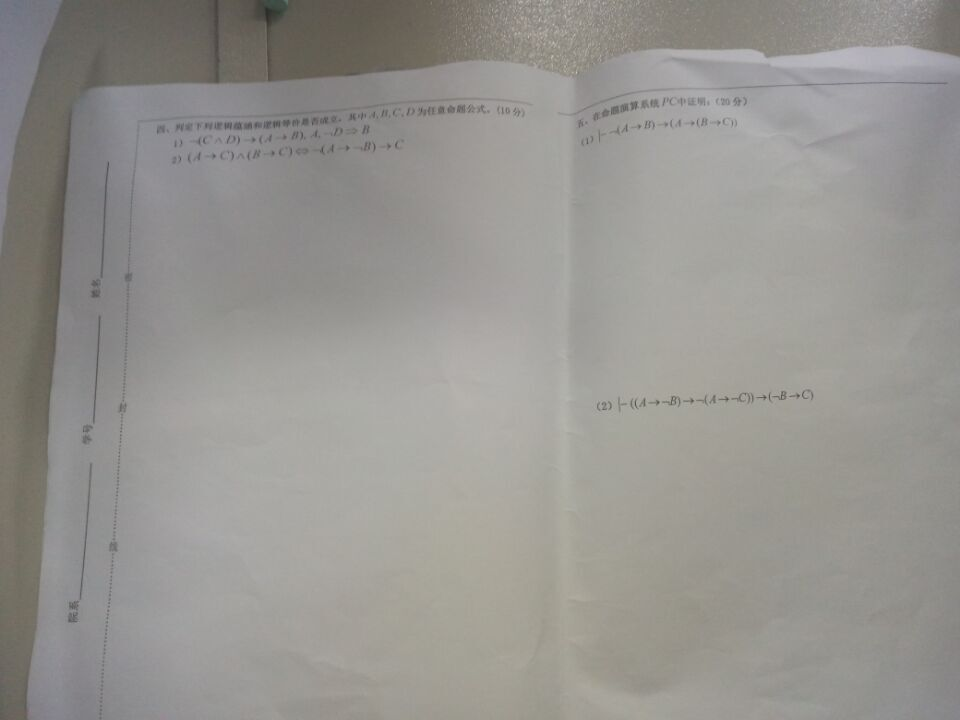 四、判定下列逻辑蕴涵和逻辑等价是否成立，其中A, B, C, D为任意命题公式。(10分)
1) ¬(C∧D)→(A→B), A, ¬D⇒B
2) (A→C)∧(B→C)⇔¬(A→¬B)→C
五、在命题演算系统PC中证明：(20分)
(1) |-¬(A→B)→(A→(B→C))
(2) |-((A→¬B)→¬(A→¬C))→(¬B→C)
姓名
学号
院系
密
封
线